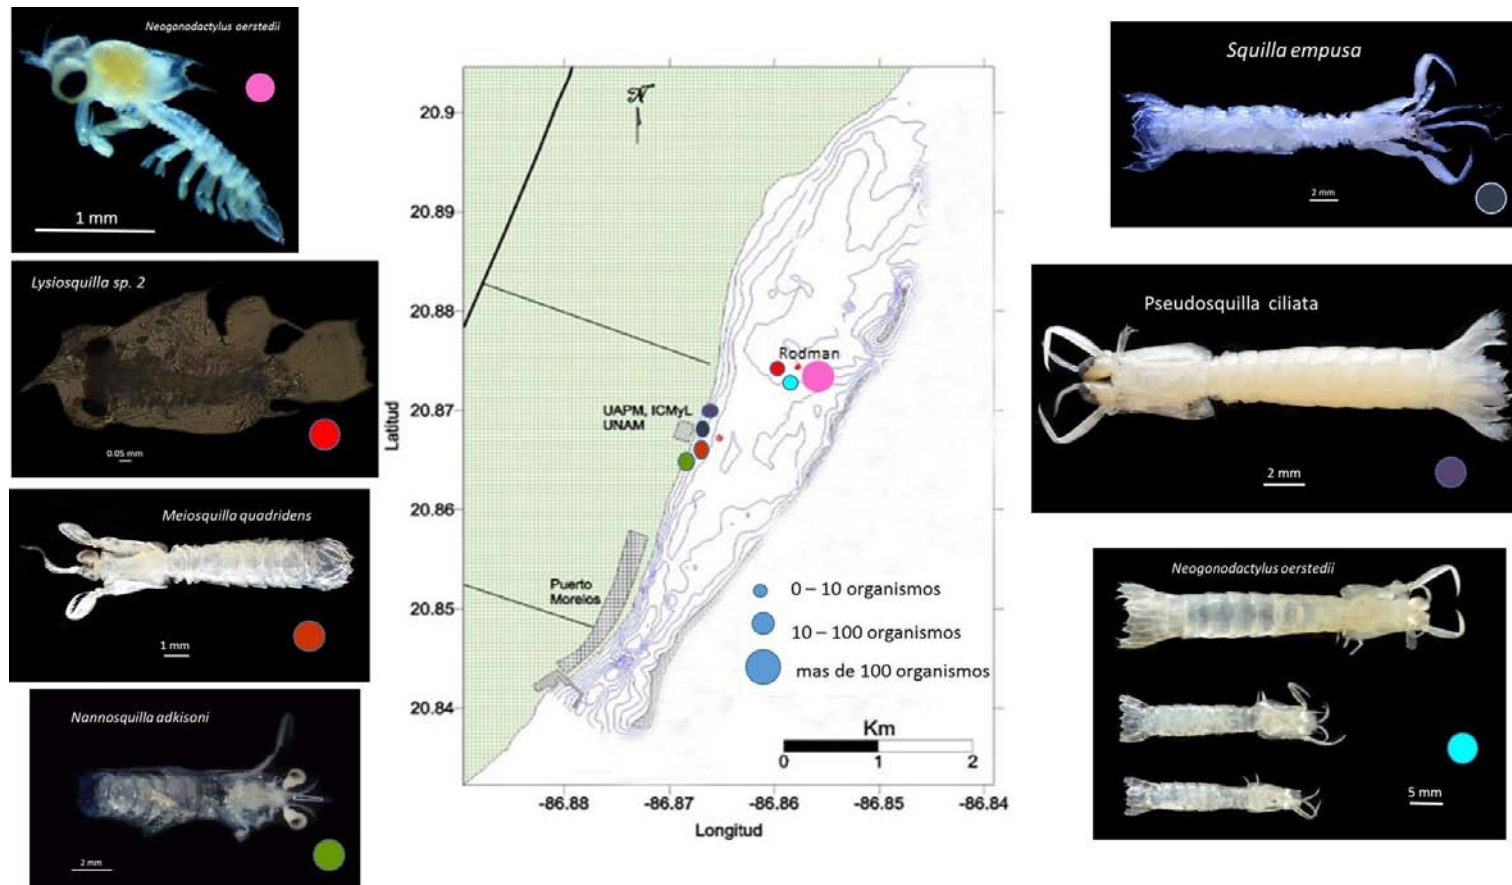 Neogonodactylus oerstedii
1 mm
Lysiosquilla sp. 2
0.05 mm
Meiosquilla quadridens
1 mm
Nannosquilla adkisoni
2 mm
N
Latitud
20.9
20.89
20.88
20.87
20.86
20.85
20.84
Rodman
UAPM, ICMyL
UNAM
Puerto
Morelos
0 – 10 organismos
10 – 100 organismos
mas de 100 organismos
Km
0 1 2
-86.88 -86.87 -86.86 -86.85 -86.84
Longitud
Squilla empusa
2 mm
Pseudosquilla ciliata
2 mm
Neogonodactylus oerstedii
5 mm